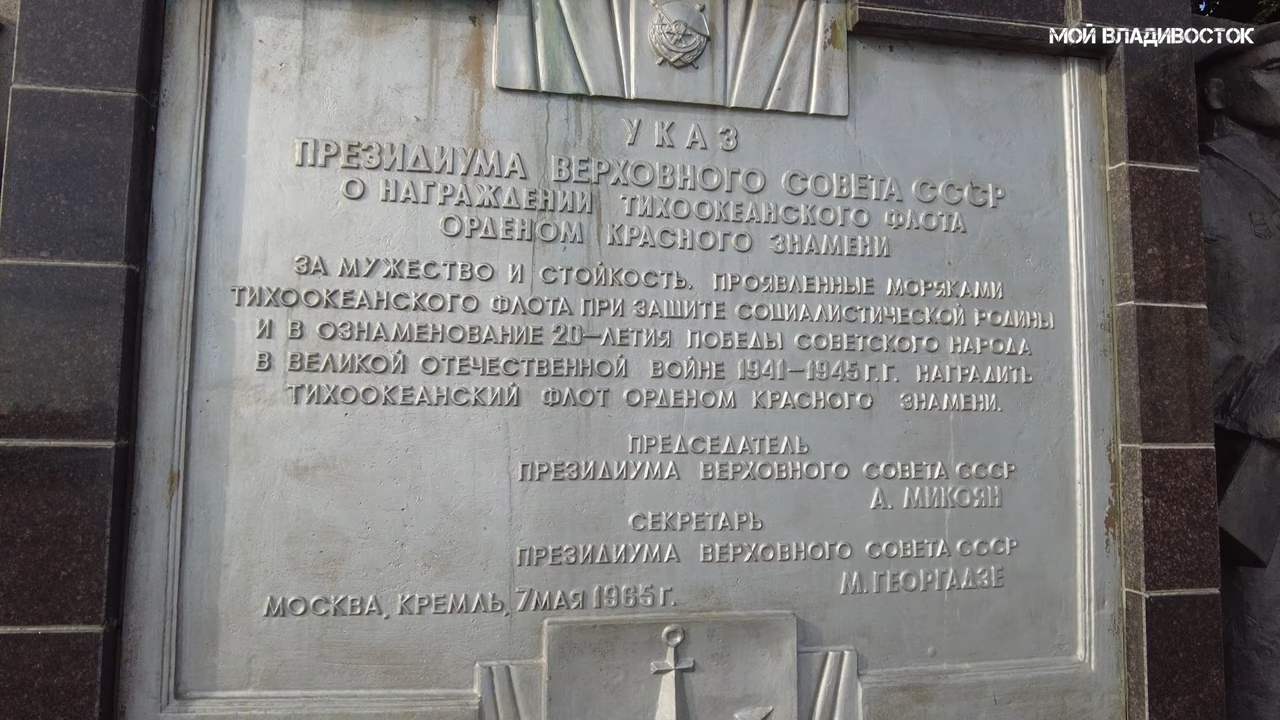 МОЙ ВЛАДИВОСТОК
УКАЗ
ПРЕЗИДИУМА ВЕРХОВНОГО СОВЕТА СССР
О НАГРАЖДЕНИИ ТИХООКЕАНСКОГО ФЛОТА
ОРДЕНОМ КРАСНОГО ЗНАМЕНИ
ЗА МУЖЕСТВО И СТОЙКОСТЬ, ПРОЯВЛЕННЫЕ МОРЯКАМИ
ТИХООКЕАНСКОГО ФЛОТА ПРИ ЗАЩИТЕ СОЦИАЛИСТИЧЕСКОЙ РОДИНЫ
И В ОЗНАМЕНОВАНИЕ 20-ЛЕТИЯ ПОБЕДЫ СОВЕТСКОГО НАРОДА
В ВЕЛИКОЙ ОТЕЧЕСТВЕННОЙ ВОЙНЕ 1941-1945 Г.Г. НАГРАДИТЬ
ТИХООКЕАНСКИЙ ФЛОТ ОРДЕНОМ КРАСНОГО ЗНАМЕНИ.
ПРЕДСЕДАТЕЛЬ
ПРЕЗИДИУМА ВЕРХОВНОГО СОВЕТА СССР
А. МИКОЯН
СЕКРЕТАРЬ
ПРЕЗИДИУМА ВЕРХОВНОГО СОВЕТА СССР
М. ГЕОРГАДЗЕ
МОСКВА, КРЕМЛЬ, 7 МАЯ 1965 Г.